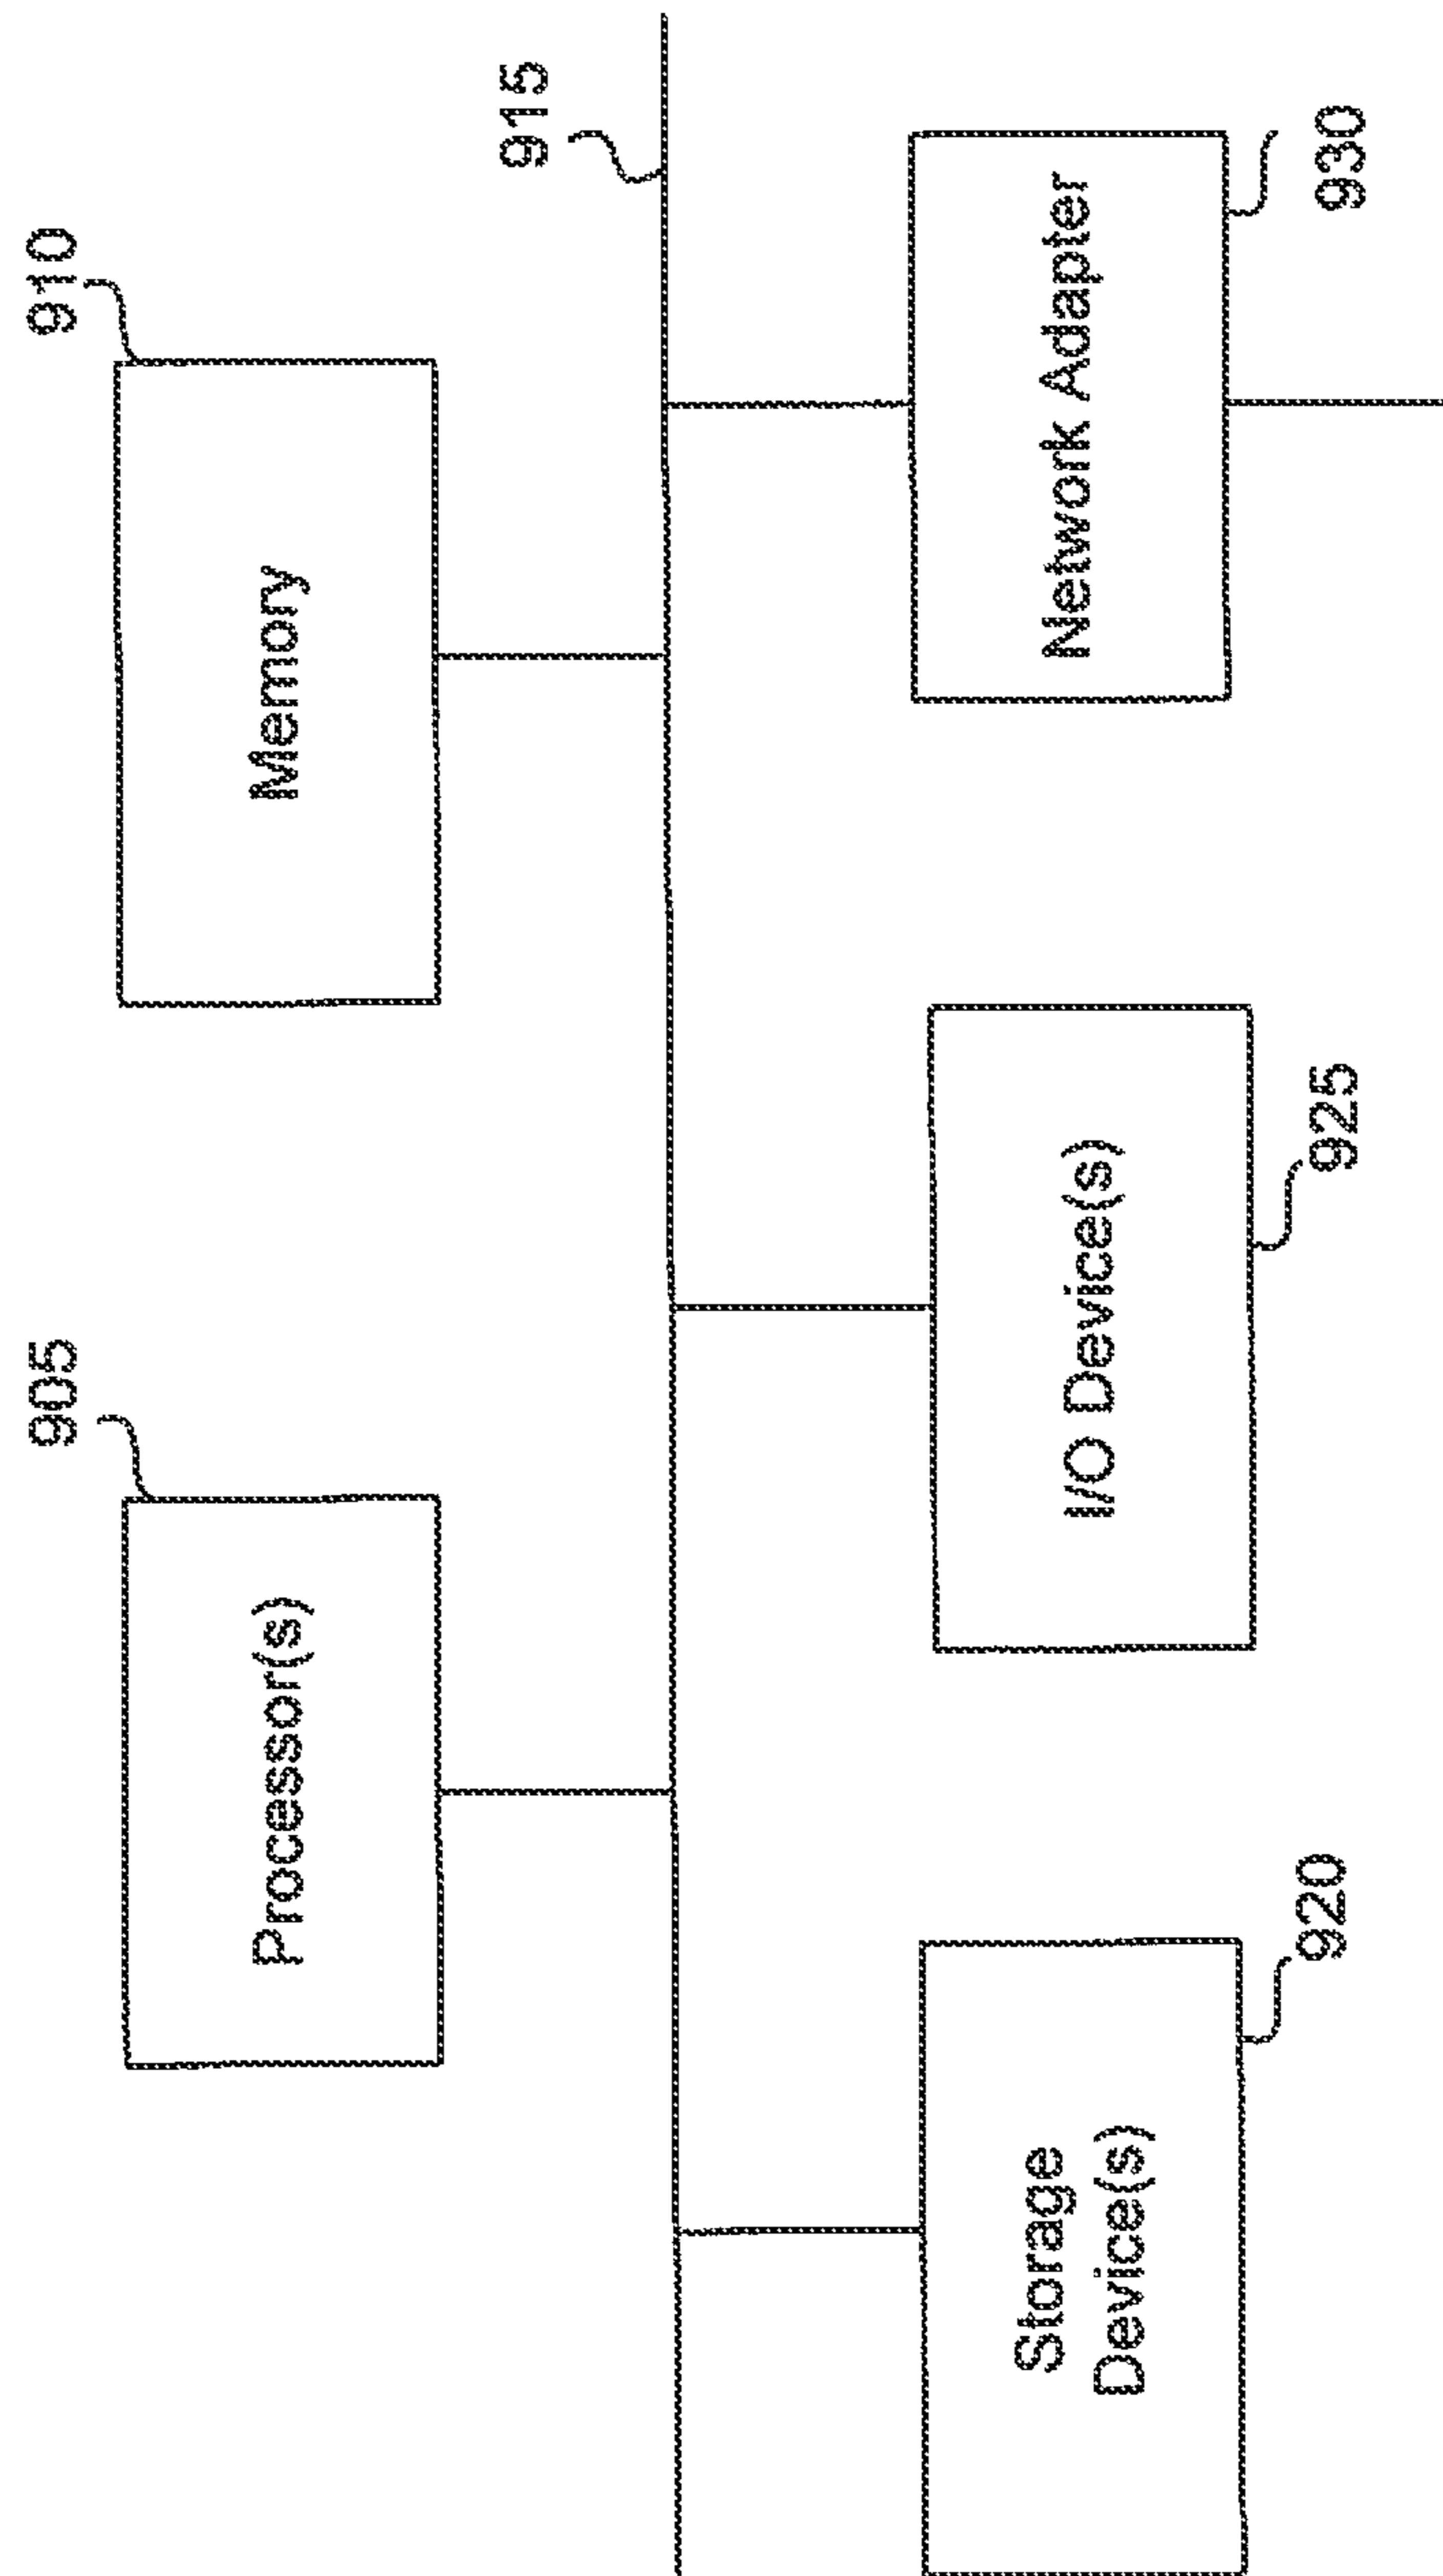 905
Processor(s)
910
Memory
915
Storage
Device(s)
920
I/O Device(s)
925
Network Adapter
930